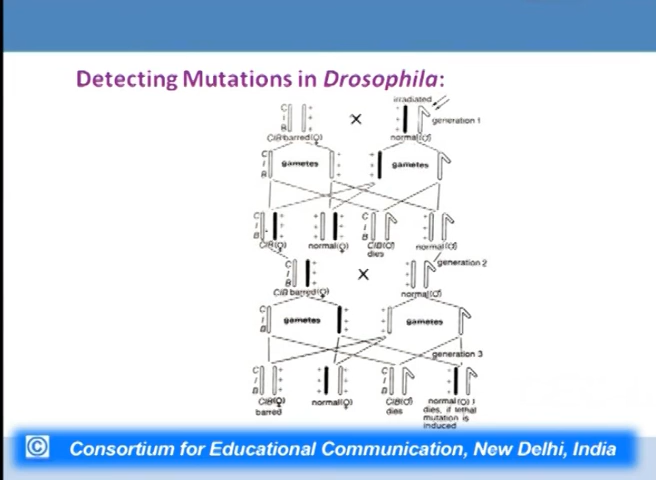 Detecting Mutations in Drosophila:
irradiated
C + + -
l + × + generation 1
B + +
ClB barred(♀) normal(♂)
C + +
l gametes + + gametes
B + -
C + + + C +
l + + + l +
B + + + B +
ClB(♀) normal(♀) ClB(♂) normal(♂)
dies
generation 2
C + +
l + × +
B + +
ClB barred(♀) normal(♂)
C + +
l gametes + + gametes
B + +
generation 3
C + + + C +
l + + + l +
B + + + B +
ClB(♀) normal(♀) ClB(♂) normal(♂)
barred dies dies, if lethal
mutation is
induced
© Consortium for Educational Communication, New Delhi, India